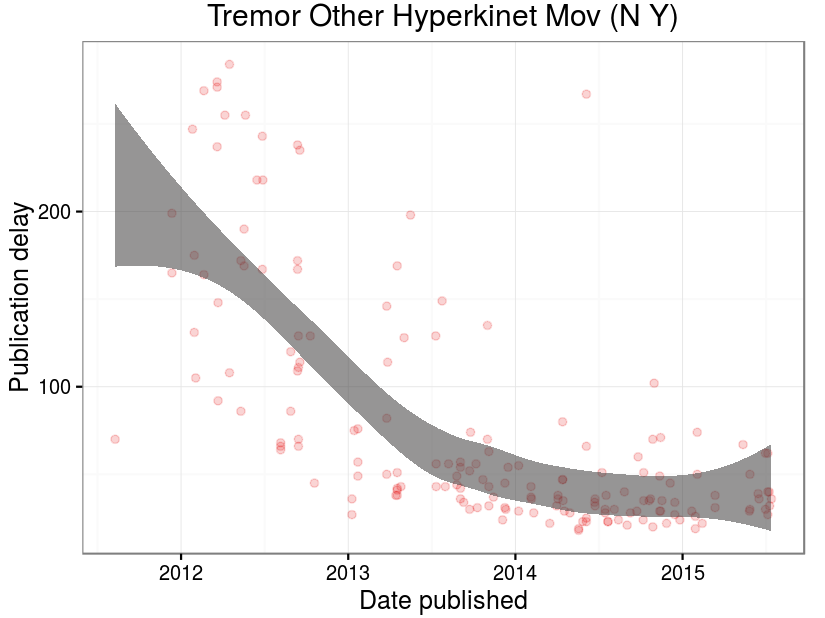 Tremor Other Hyperkinet Mov (N Y)
Publication delay
200
100
2012 2013 2014 2015
Date published